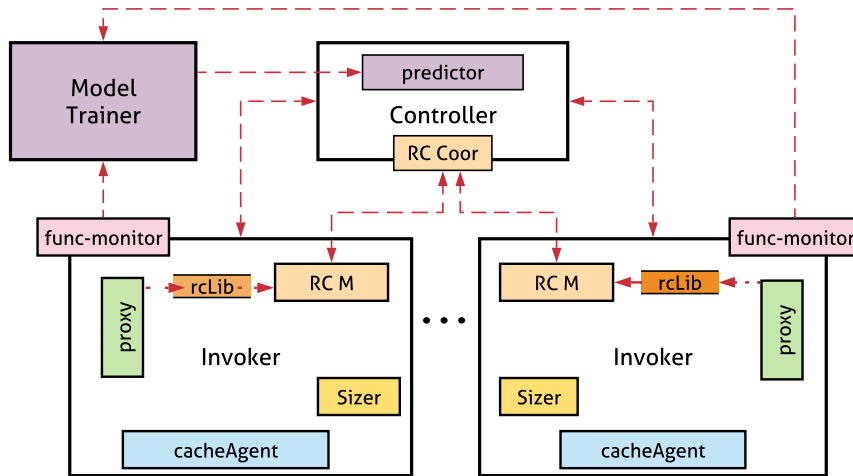 Model
Trainer
predictor
Controller
RC Coor
func-monitor
func-monitor
rcLib
RC M
RC M
rcLib
proxy
proxy
...
Invoker
Invoker
Sizer
Sizer
cacheAgent
cacheAgent